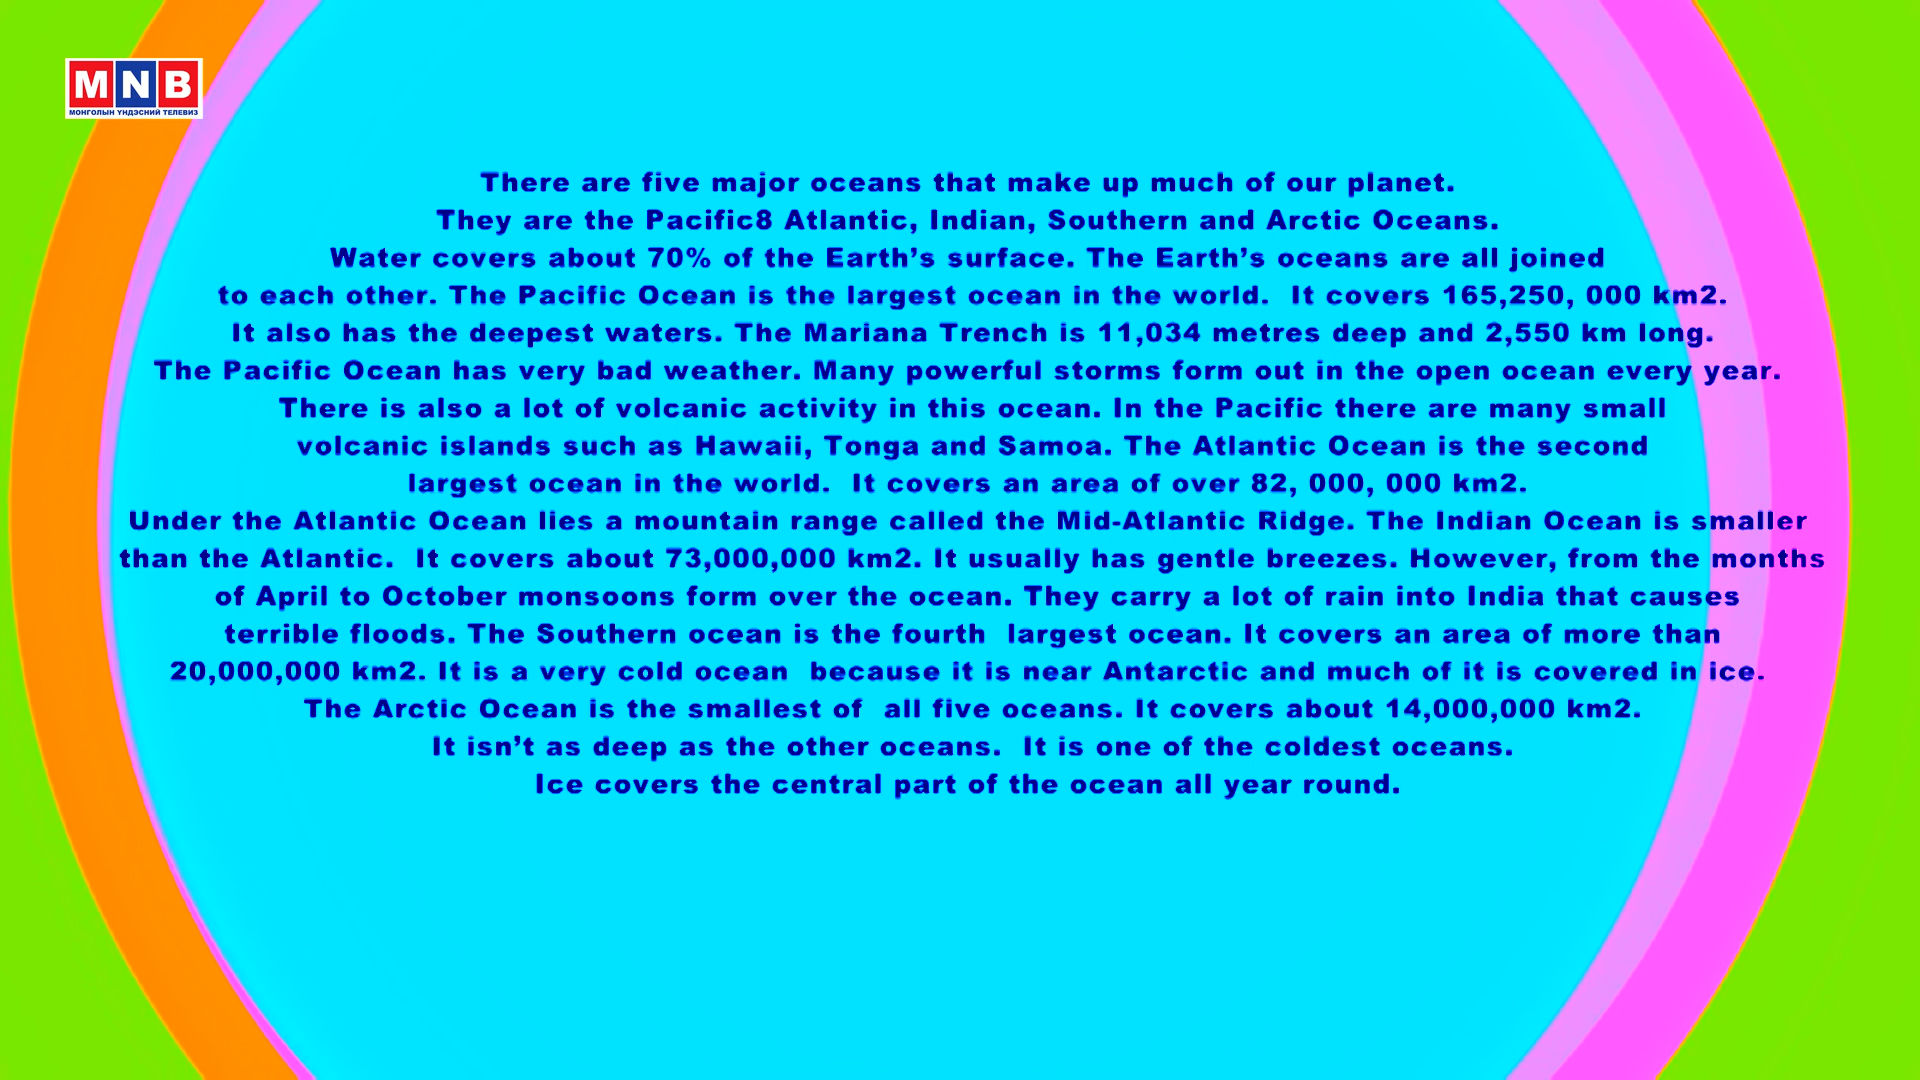 MNB
МОНГОЛЫН ҮНДЭСНИЙ ТЕЛЕВИЗ
There are five major oceans that make up much of our planet.
They are the Pacific8 Atlantic, Indian, Southern and Arctic Oceans.
Water covers about 70% of the Earth’s surface. The Earth’s oceans are all joined
to each other. The Pacific Ocean is the largest ocean in the world.  It covers 165,250, 000 km2.
It also has the deepest waters. The Mariana Trench is 11,034 metres deep and 2,550 km long.
The Pacific Ocean has very bad weather. Many powerful storms form out in the open ocean every year.
There is also a lot of volcanic activity in this ocean. In the Pacific there are many small
volcanic islands such as Hawaii, Tonga and Samoa. The Atlantic Ocean is the second
largest ocean in the world.  It covers an area of over 82, 000, 000 km2.
Under the Atlantic Ocean lies a mountain range called the Mid-Atlantic Ridge. The Indian Ocean is smaller
than the Atlantic.  It covers about 73,000,000 km2. It usually has gentle breezes. However, from the months
of April to October monsoons form over the ocean. They carry a lot of rain into India that causes
terrible floods. The Southern ocean is the fourth  largest ocean. It covers an area of more than
20,000,000 km2. It is a very cold ocean  because it is near Antarctic and much of it is covered in ice.
The Arctic Ocean is the smallest of  all five oceans. It covers about 14,000,000 km2.
It isn’t as deep as the other oceans.  It is one of the coldest oceans.
Ice covers the central part of the ocean all year round.